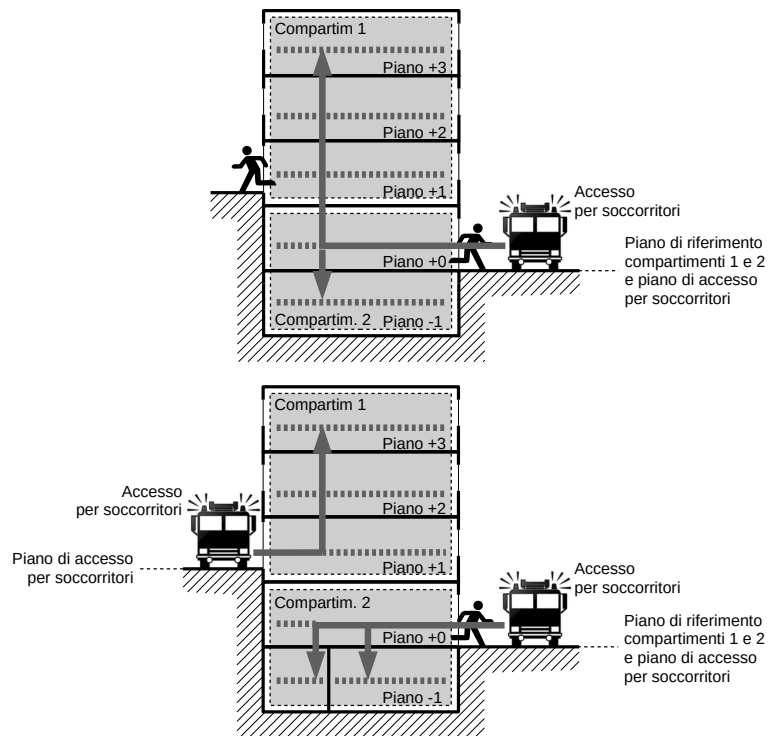 Compartim 1
Piano +3
Piano +2
Piano +1
Accesso
per soccorritori
Piano +0
Piano di riferimento
compartimenti 1 e 2
e piano di accesso
per soccorritori
Compartim. 2 Piano -1
Compartim 1
Piano +3
Accesso
per soccorritori
Piano +2
Piano di accesso
per soccorritori
Piano +1
Accesso
per soccorritori
Compartim. 2
Piano +0
Piano di riferimento
compartimenti 1 e 2
e piano di accesso
per soccorritori
Piano -1